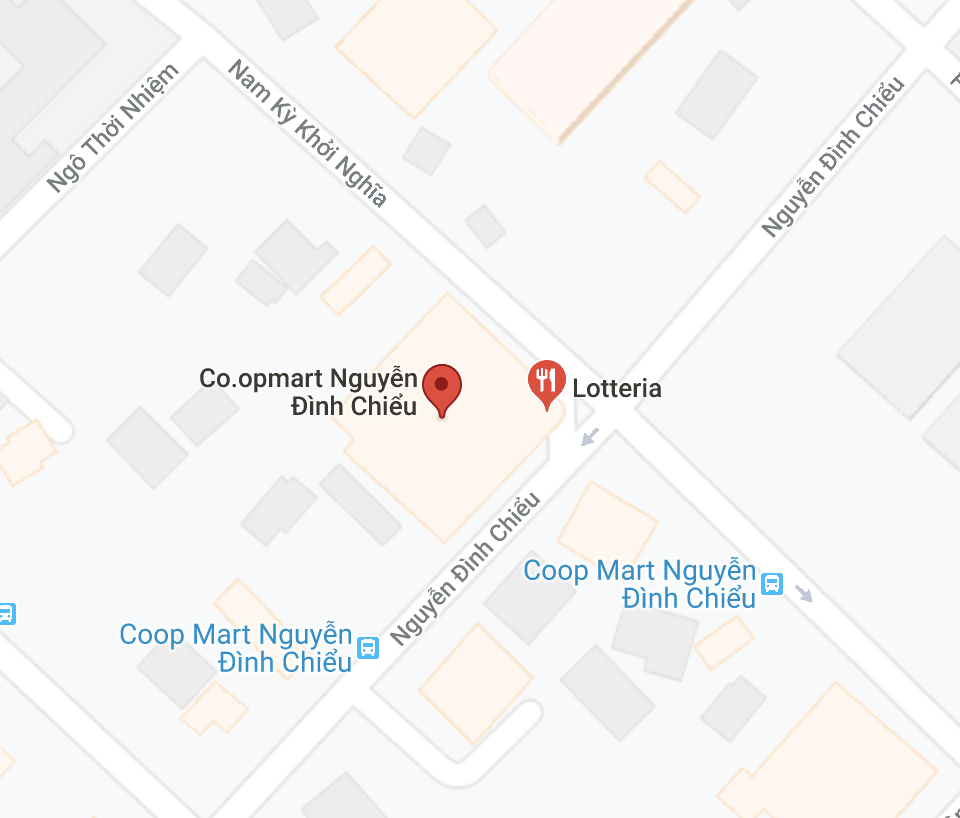 Ngô Thời Nhiệm
Nam Kỳ Khởi Nghĩa
Nguyễn Đình Chiểu
Co.opmart Nguyễn
Đình Chiểu
Lotteria
Nguyễn Đình Chiểu
Coop Mart Nguyễn
Đình Chiểu
Coop Mart Nguyễn
Đình Chiểu